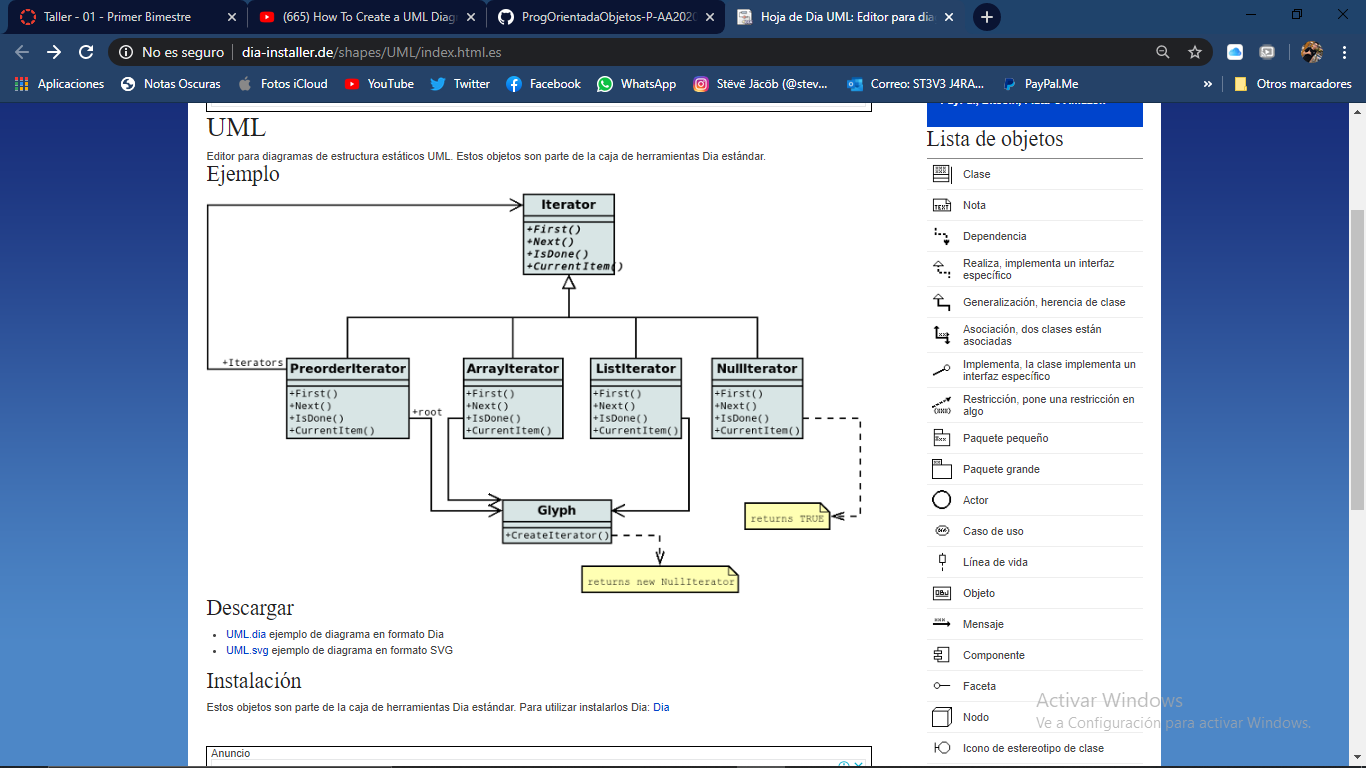 Taller - 01 - Primer Bimestre
(665) How To Create a UML Diag
ProgOrientadaObjetos-P-AA2020
Hoja de Dia UML: Editor para dia
No es seguro
dia-installer.de/shapes/UML/index.html.es
Aplicaciones
Notas Oscuras
Fotos iCloud
YouTube
Twitter
Facebook
WhatsApp
Stëvë Jäcöb (@stev...
Correo: ST3V3 J4RA...
PayPal.Me
»
Otros marcadores
UML
Editor para diagramas de estructura estáticos UML. Estos objetos son parte de la caja de herramientas Dia estándar.
Ejemplo
Iterator
+First()
+Next()
+IsDone()
+CurrentItem()
+Iterators
PreorderIterator
+First()
+Next()
+IsDone()
+CurrentItem()
+root
ArrayIterator
+First()
+Next()
+IsDone()
+CurrentItem()
ListIterator
+First()
+Next()
+IsDone()
+CurrentItem()
NullIterator
+First()
+Next()
+IsDone()
+CurrentItem()
Glyph
+CreateIterator()
returns TRUE
returns new NullIterator
Descargar
UML.dia ejemplo de diagrama en formato Dia
UML.svg ejemplo de diagrama en formato SVG
Instalación
Estos objetos son parte de la caja de herramientas Dia estándar. Para utilizar instalarlos Dia: Dia
Anuncio
Lista de objetos
Clase
Nota
Dependencia
Realiza, implementa un interfaz
específico
Generalización, herencia de clase
Asociación, dos clases están
asociadas
Implementa, la clase implementa un
interfaz específico
Restricción, pone una restricción en
algo
Paquete pequeño
Paquete grande
Actor
Caso de uso
Línea de vida
Objeto
Mensaje
Componente
Faceta
Nodo
Icono de estereotipo de clase
Activar Windows
Ve a Configuración para activar Windows.